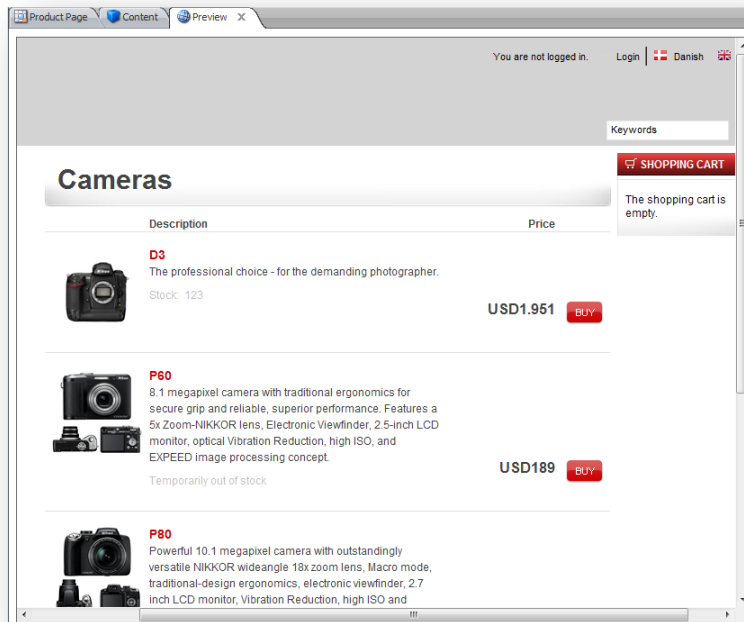 Product Page Content Preview X
You are not logged in. Login Danish
Keywords
SHOPPING CART
The shopping cart is
empty.
Cameras
Description Price
D3
The professional choice - for the demanding photographer.
Stock: 123
USD1.951 BUY
P60
8.1 megapixel camera with traditional ergonomics for
secure grip and reliable, superior performance. Features a
5x Zoom-NIKKOR lens, Electronic Viewfinder, 2.5-inch LCD
monitor, optical Vibration Reduction, high ISO, and
EXPEED image processing concept.
USD189 BUY
Temporarily out of stock
P80
Powerful 10.1 megapixel camera with outstandingly
versatile NIKKOR wideangle 18x zoom lens, Macro mode,
traditional-design ergonomics, electronic viewfinder, 2.7
inch LCD monitor, Vibration Reduction, high ISO and